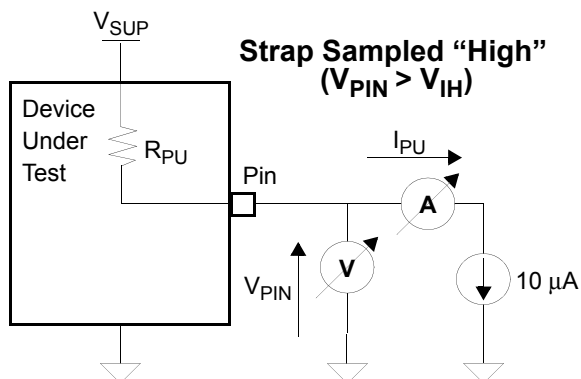 V_SUP
Strap Sampled “High”
(V_PIN > V_IH)
Device
Under
Test
R_PU
Pin
I_PU
A
V
V_PIN
10 μA